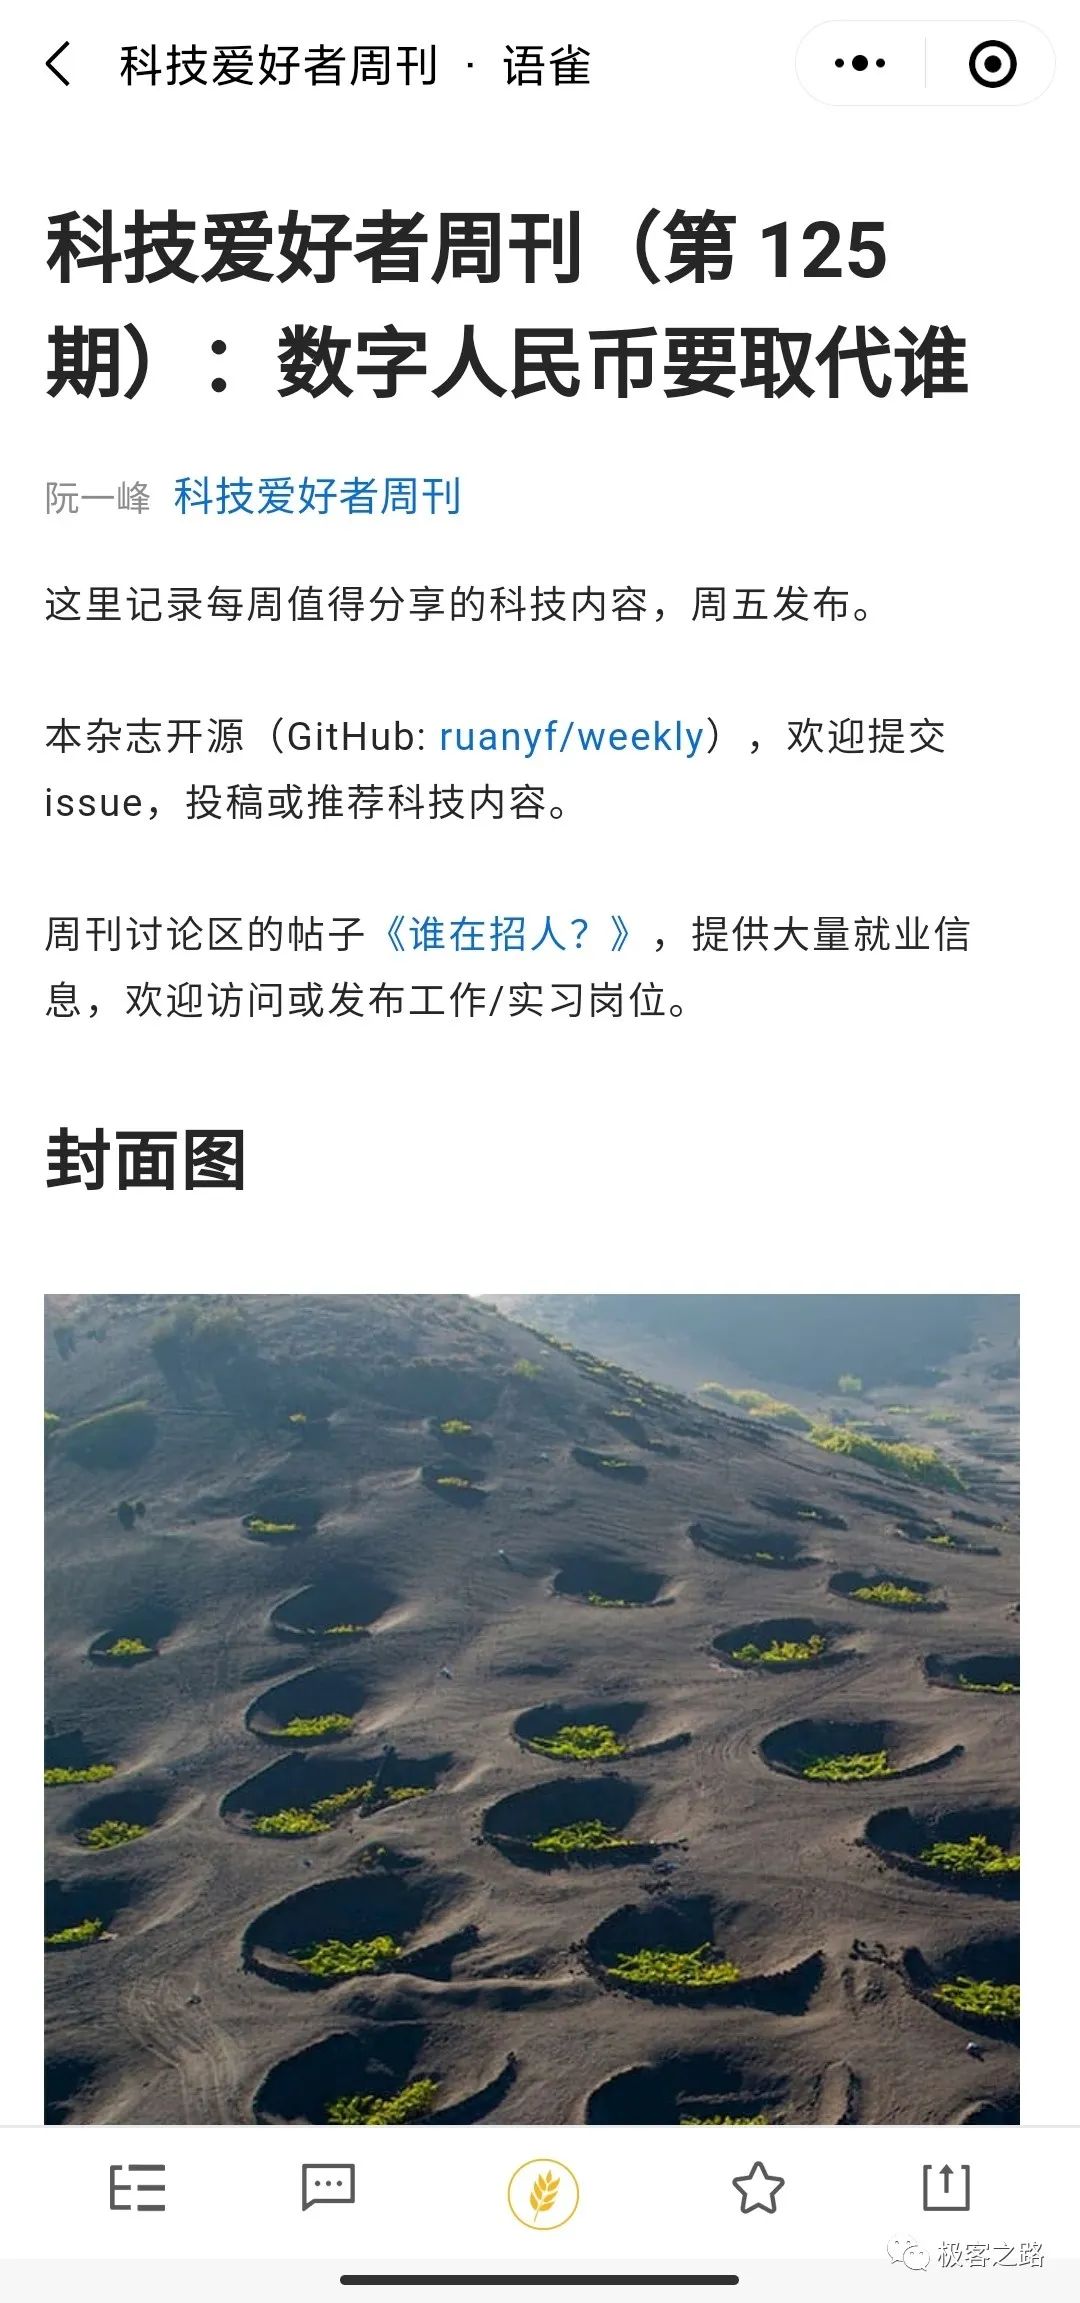 科技爱好者周刊 · 语雀
科技爱好者周刊（第 125
期）：数字人民币要取代谁
阮一峰 科技爱好者周刊
这里记录每周值得分享的科技内容，周五发布。
本杂志开源（GitHub: ruanyf/weekly），欢迎提交
issue，投稿或推荐科技内容。
周刊讨论区的帖子《谁在招人？》，提供大量就业信
息，欢迎访问或发布工作/实习岗位。
封面图
极客之路